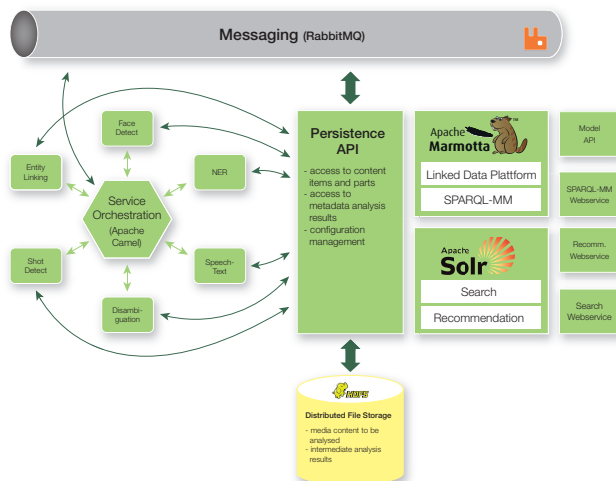 Messaging (RabbitMQ)
Face
Detect
Entity
Linking
NER
Service
Orchestration
(Apache
Camel)
Shot
Detect
Speech-
Text
Disambi-
guation
Persistence
API
- access to content
items and parts
- access to
metadata analysis
results
- configuration
management
Apache
Marmotta
TM
Linked Data Plattform
SPARQL-MM
Apache
Solr
Search
Recommendation
Model
API
SPARQL-MM
Webservice
Recomm.
Webservice
Search
Webservice
HDFS
Distributed File Storage
- media content to be
analysed
- intermediate analysis
results